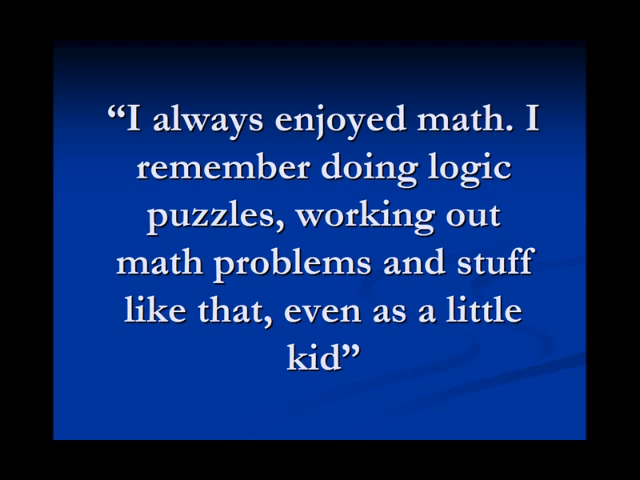 “I always enjoyed math. I
remember doing logic
puzzles, working out
math problems and stuff
like that, even as a little
kid”